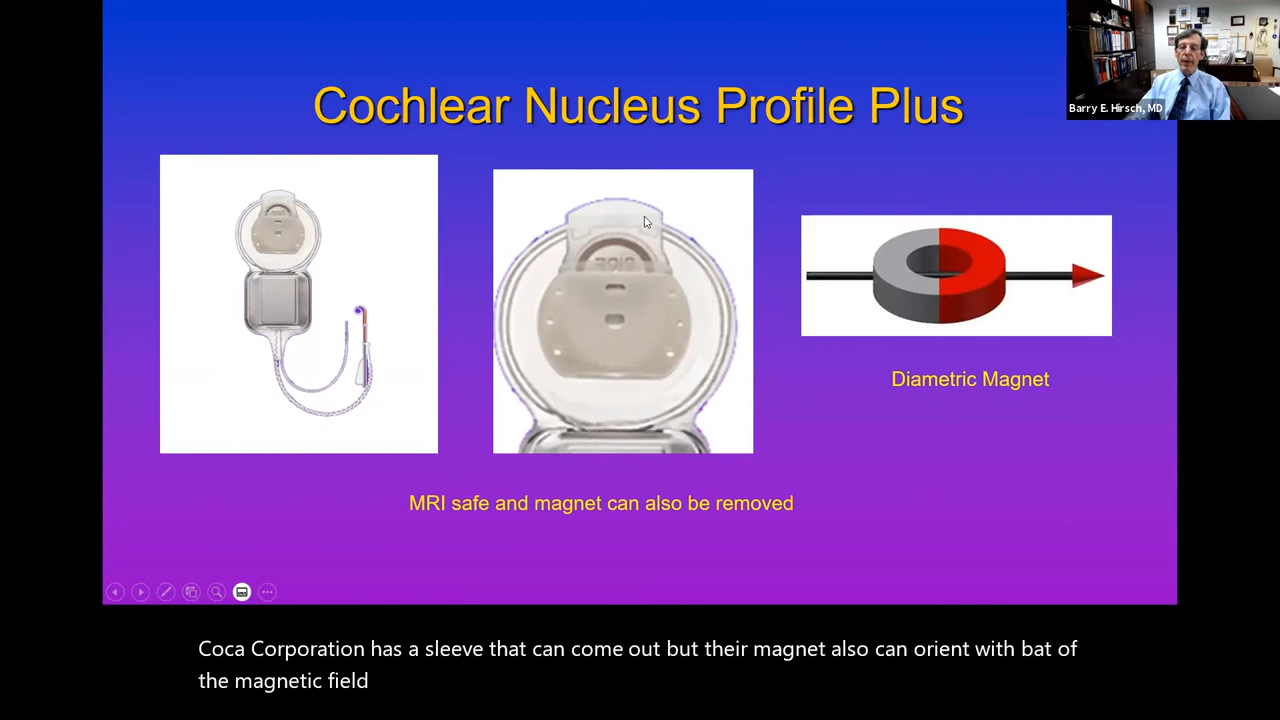 Cochlear Nucleus Profile Plus
Barry E. Hirsch, MD
Diametric Magnet
MRI safe and magnet can also be removed
Coca Corporation has a sleeve that can come out but their magnet also can orient with bat of
the magnetic field